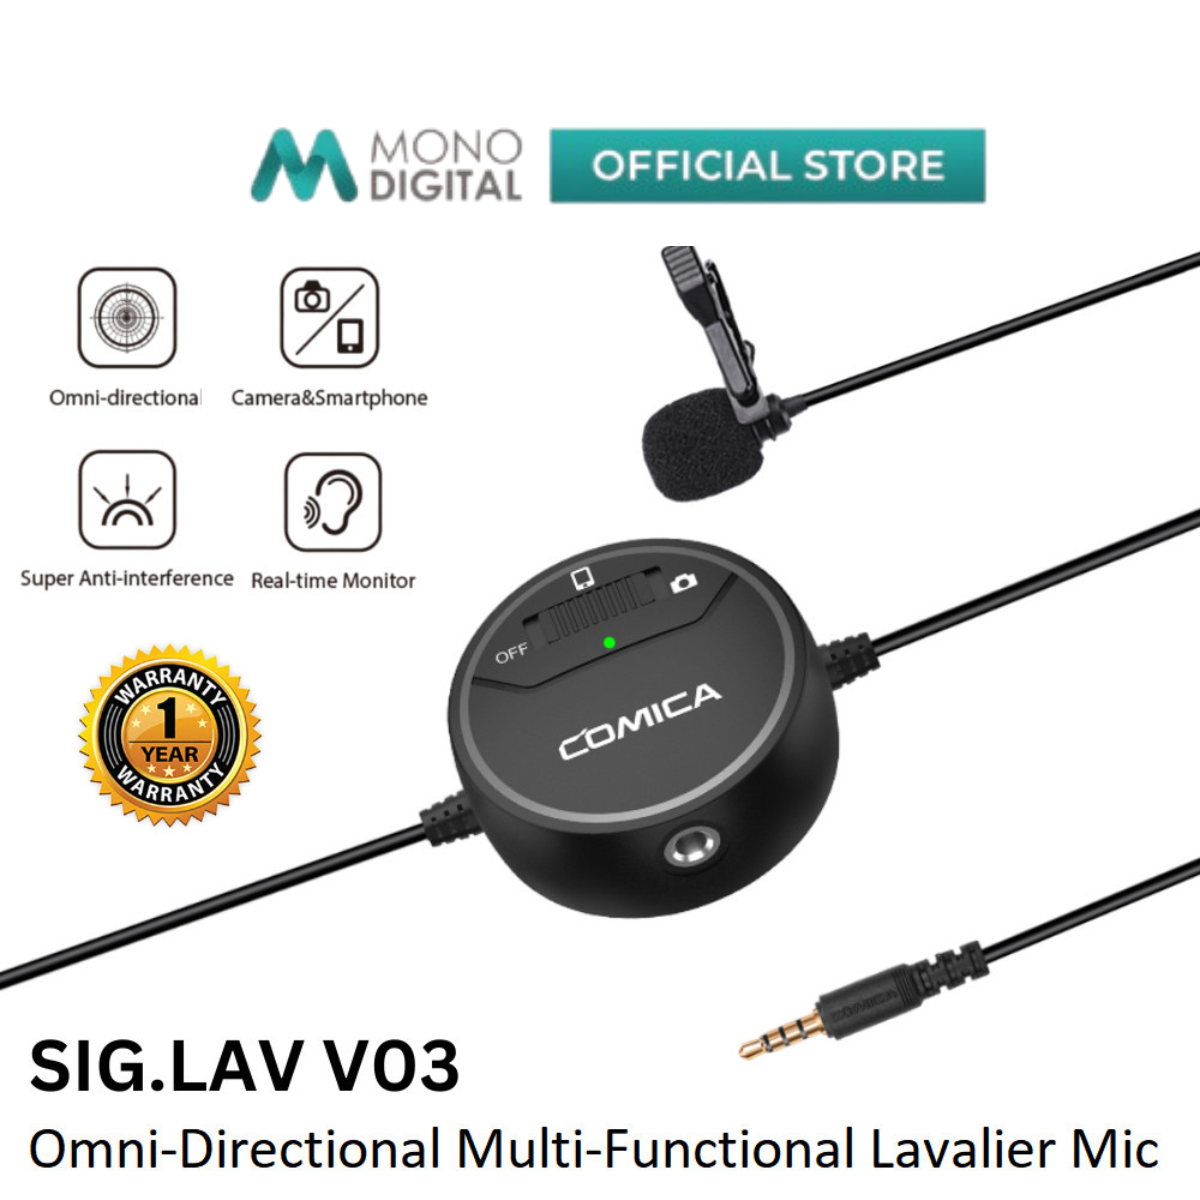 MONO
DIGITAL
OFFICIAL STORE
Omni-directional
Camera&Smartphone
Super Anti-interference
Real-time Monitor
WARRANTY
1
YEAR
WARRANTY
OFF
COMICA
COMICA
SIG.LAV V03
Omni-Directional Multi-Functional Lavalier Mic